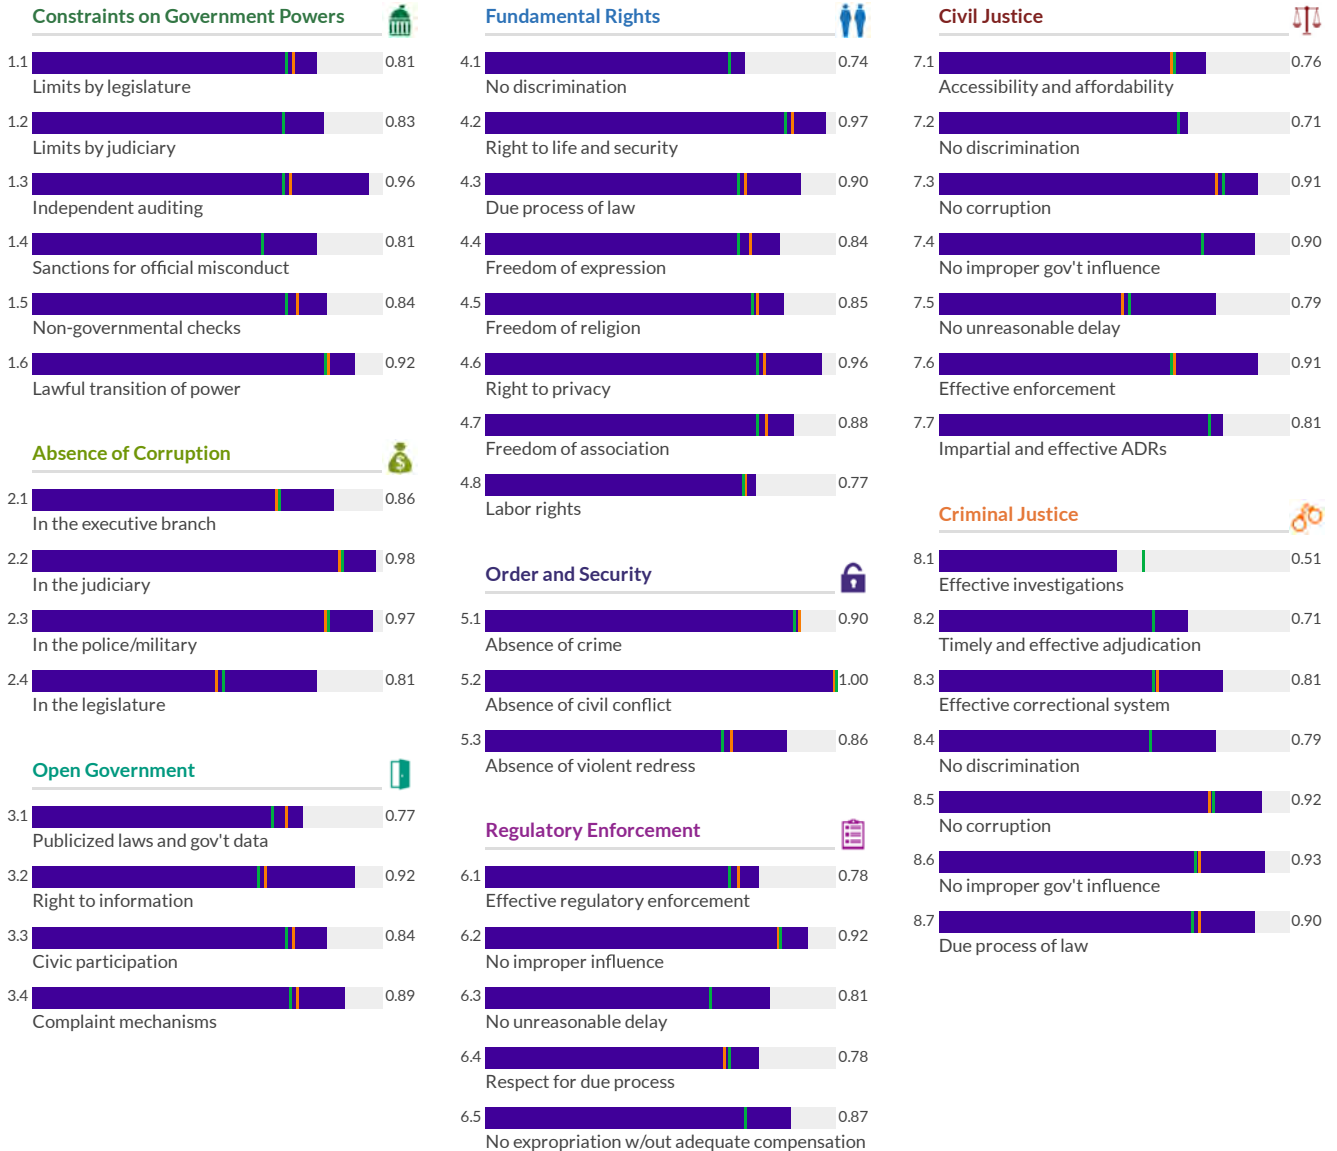 Constraints on Government Powers
1.1 0.81
Limits by legislature
1.2 0.83
Limits by judiciary
1.3 0.96
Independent auditing
1.4 0.81
Sanctions for official misconduct
1.5 0.84
Non-governmental checks
1.6 0.92
Lawful transition of power
Absence of Corruption
$
2.1 0.86
In the executive branch
2.2 0.98
In the judiciary
2.3 0.97
In the police/military
2.4 0.81
In the legislature
Open Government
3.1 0.77
Publicized laws and gov't data
3.2 0.92
Right to information
3.3 0.84
Civic participation
3.4 0.89
Complaint mechanisms
Fundamental Rights
4.1 0.74
No discrimination
4.2 0.97
Right to life and security
4.3 0.90
Due process of law
4.4 0.84
Freedom of expression
4.5 0.85
Freedom of religion
4.6 0.96
Right to privacy
4.7 0.88
Freedom of association
4.8 0.77
Labor rights
Order and Security
5.1 0.90
Absence of crime
5.2 1.00
Absence of civil conflict
5.3 0.86
Absence of violent redress
Regulatory Enforcement
6.1 0.78
Effective regulatory enforcement
6.2 0.92
No improper influence
6.3 0.81
No unreasonable delay
6.4 0.78
Respect for due process
6.5 0.87
No expropriation w/out adequate compensation
Civil Justice
7.1 0.76
Accessibility and affordability
7.2 0.71
No discrimination
7.3 0.91
No corruption
7.4 0.90
No improper gov't influence
7.5 0.79
No unreasonable delay
7.6 0.91
Effective enforcement
7.7 0.81
Impartial and effective ADRs
Criminal Justice
8.1 0.51
Effective investigations
8.2 0.71
Timely and effective adjudication
8.3 0.81
Effective correctional system
8.4 0.79
No discrimination
8.5 0.92
No corruption
8.6 0.93
No improper gov't influence
8.7 0.90
Due process of law